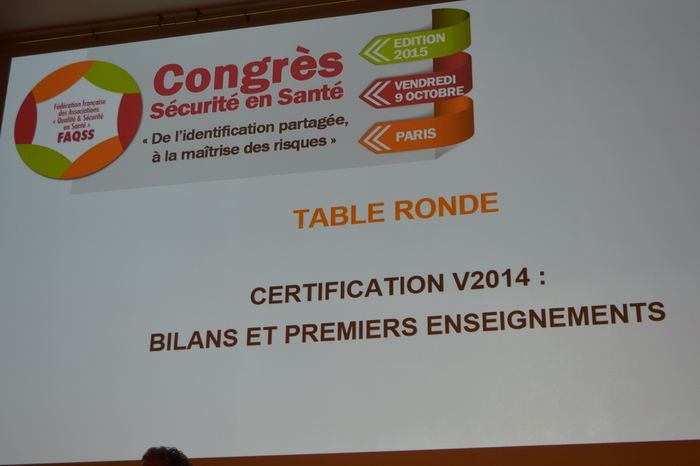 Fédération française
des Associations
« Qualité & Sécurité
en Santé »
FAQSS
Congrès
Sécurité en Santé
« De l'identification partagée,
à la maîtrise des risques »
EDITION
2015
VENDREDI
9 OCTOBRE
PARIS
TABLE RONDE
CERTIFICATION V2014 :
BILANS ET PREMIERS ENSEIGNEMENTS